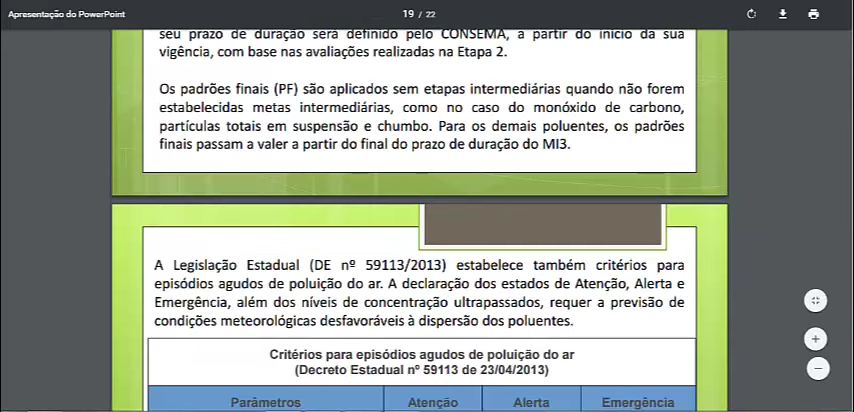 Apresentação do PowerPoint
19 / 22
seu prazo de duração será definido pelo CONSEMA, a partir do início da sua
vigência, com base nas avaliações realizadas na Etapa 2.
Os padrões finais (PF) são aplicados sem etapas intermediárias quando não forem
estabelecidas metas intermediárias, como no caso do monóxido de carbono,
partículas totais em suspensão e chumbo. Para os demais poluentes, os padrões
finais passam a valer a partir do final do prazo de duração do MI3.
A Legislação Estadual (DE nº 59113/2013) estabelece também critérios para
episódios agudos de poluição do ar. A declaração dos estados de Atenção, Alerta e
Emergência, além dos níveis de concentração ultrapassados, requer a previsão de
condições meteorológicas desfavoráveis à dispersão dos poluentes.
Critérios para episódios agudos de poluição do ar
(Decreto Estadual nº 59113 de 23/04/2013)
Parâmetros Atenção Alerta Emergência